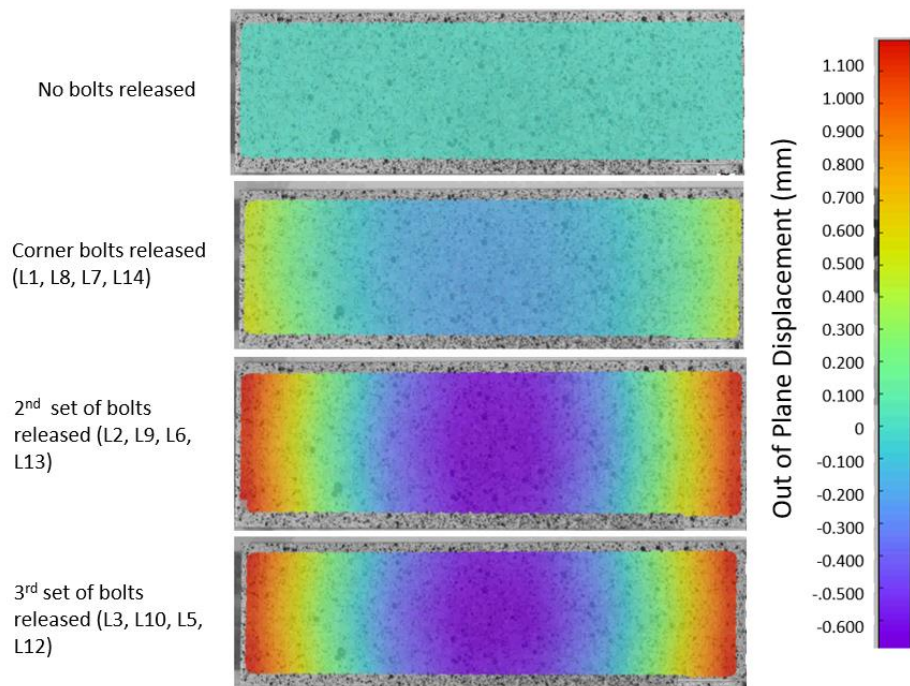 No bolts released
Corner bolts released
(L1, L8, L7, L14)
2nd set of bolts
released (L2, L9, L6,
L13)
3rd set of bolts
released (L3, L10, L5,
L12)
Out of Plane Displacement (mm)
1.100
1.000
0.900
0.800
0.700
0.600
0.500
0.400
0.300
0.200
0.100
0
-0.100
-0.200
-0.300
-0.400
-.0.500
-0.600